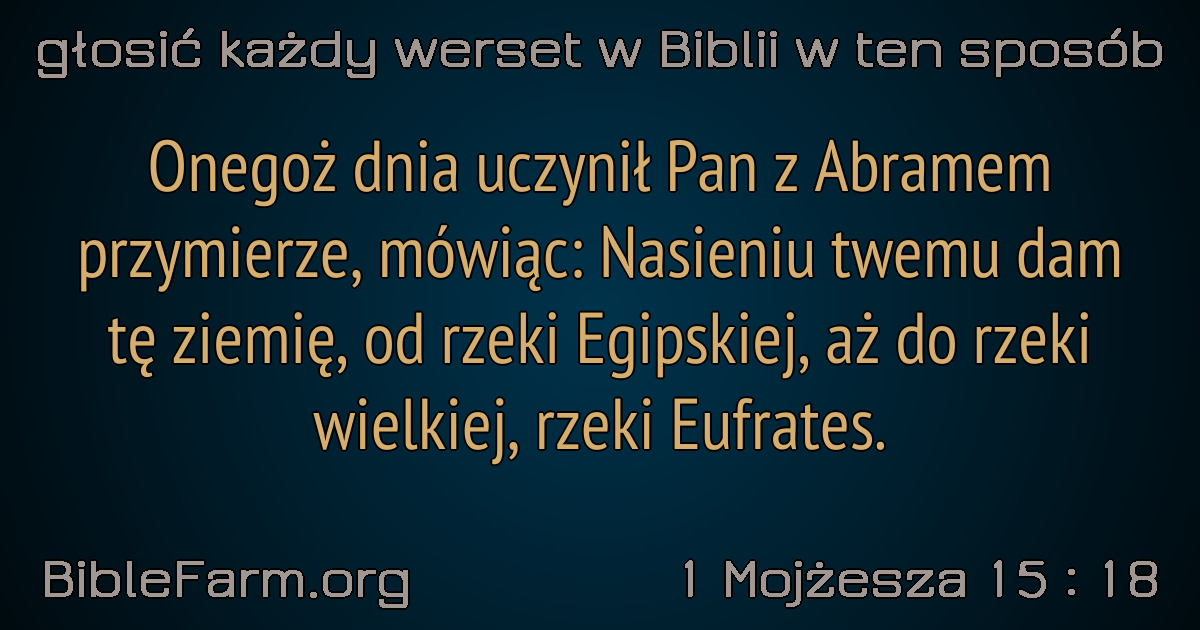 głosić każdy werset w Biblii w ten sposób
Onegoż dnia uczynił Pan z Abramem
przymierze, mówiąc: Nasieniu twemu dam
tę ziemię, od rzeki Egipskiej, aż do rzeki
wielkiej, rzeki Eufrates.
BibleFarm.org
1 Mojżesza 15 : 18